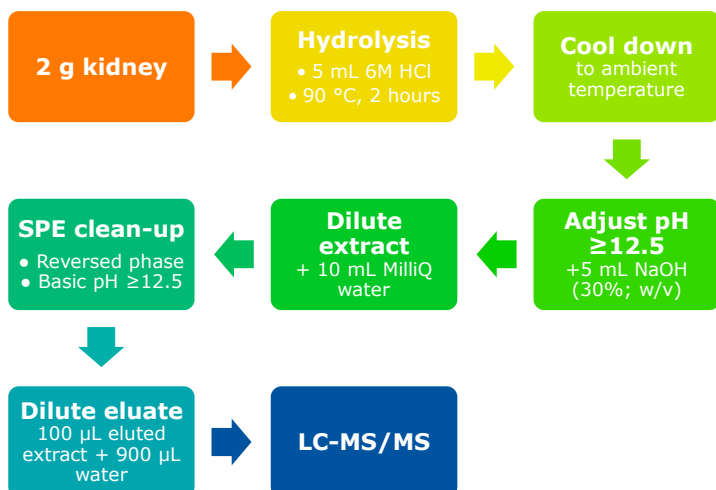 2 g kidney
Hydrolysis
• 5 mL 6M HCl
• 90 °C, 2 hours
Cool down
to ambient
temperature
Adjust pH
≥12.5
+5 mL NaOH
(30%; w/v)
Dilute
extract
+ 10 mL MilliQ
water
SPE clean-up
• Reversed phase
• Basic pH ≥12.5
Dilute eluate
100 µL eluted
extract + 900 µL
water
LC-MS/MS